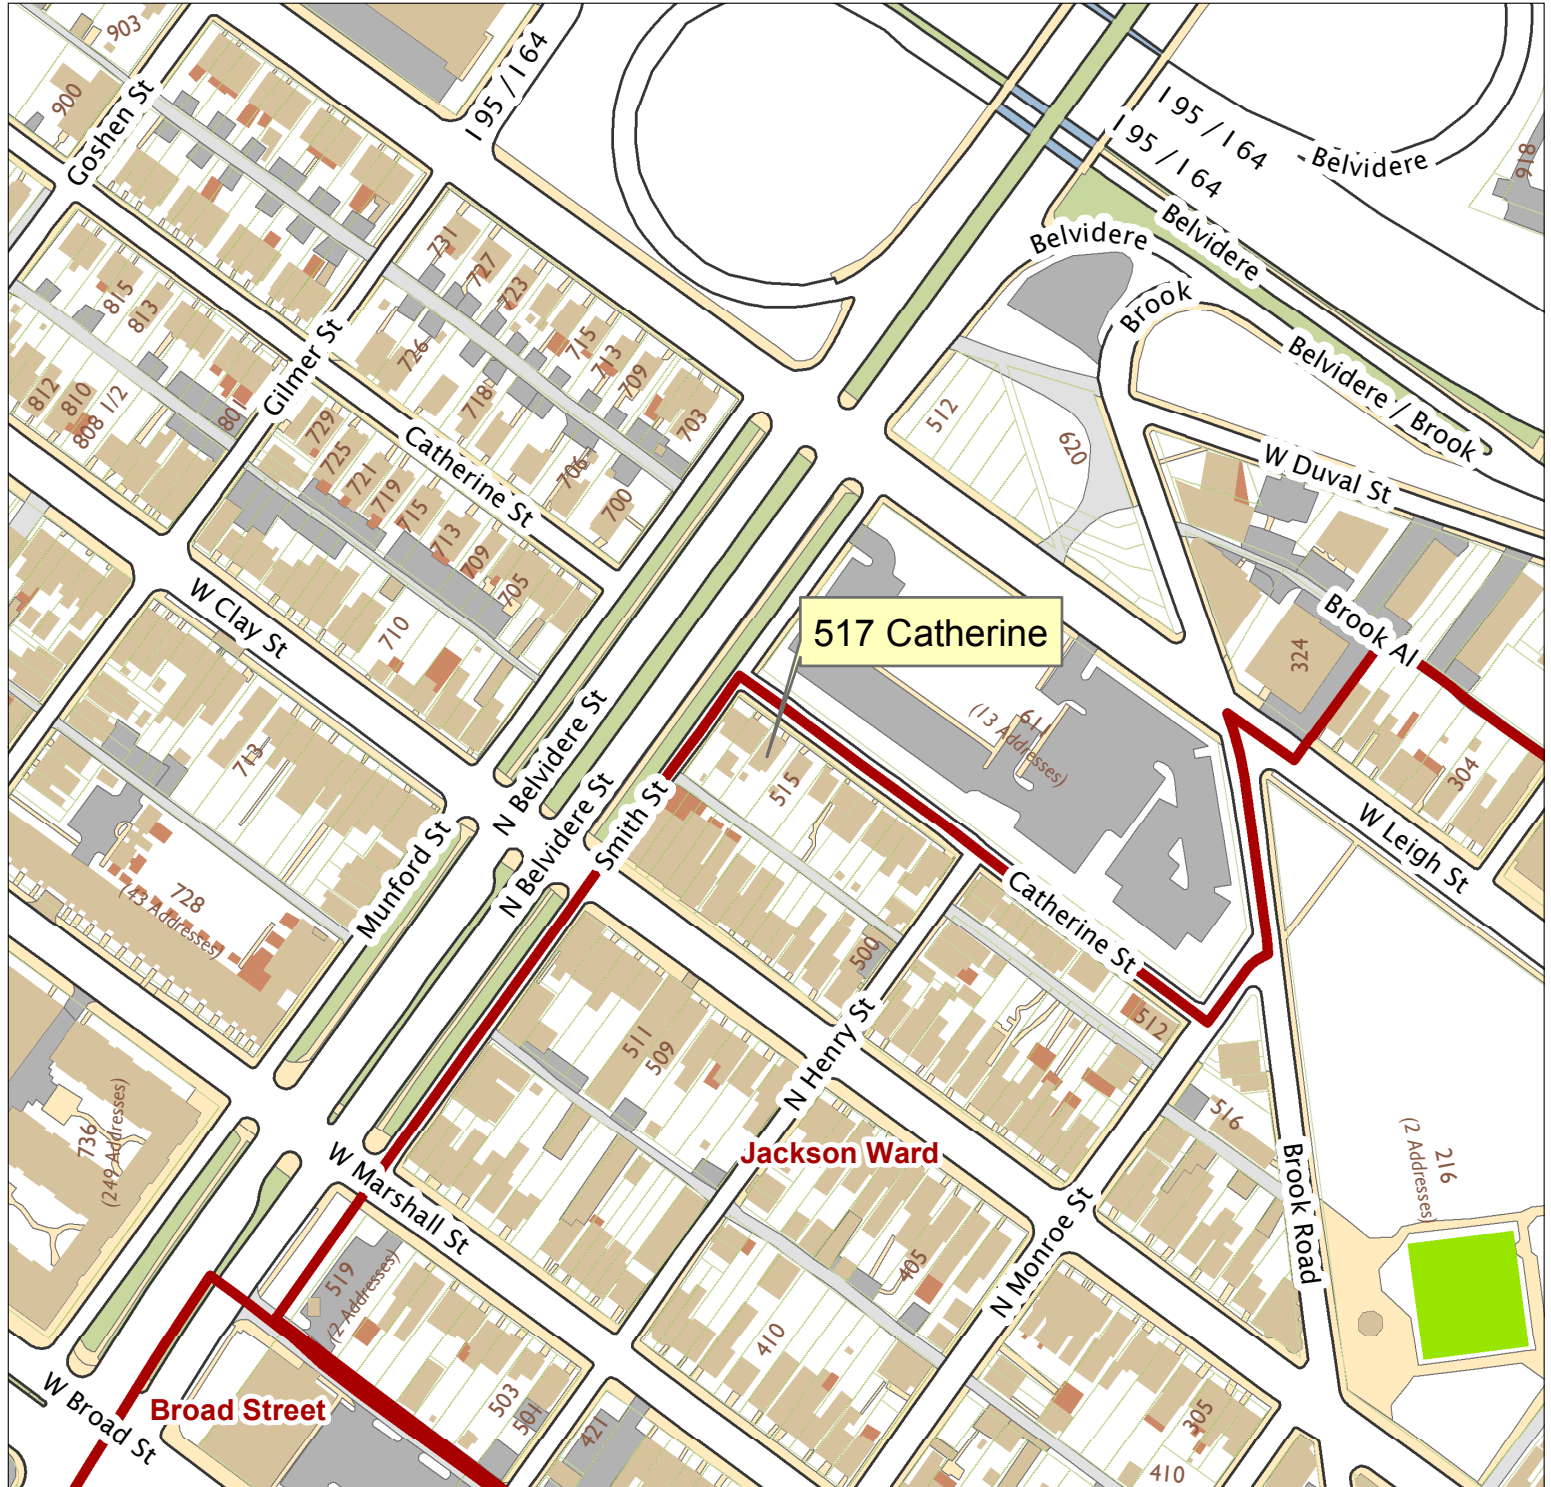 903
I 95 / I 64
900
Goshen St
I 95 / I 64
I 95 / I 64
Belvidere
918
Belvidere
Belvidere
Brook
731
727
723
715
713
709
703
726
718
706
700
815
813
812
810
808 1/2
801
Gilmer St
Catherine St
729
725
721
719
715
713
709
705
710
512
620
Belvidere / Brook
W Duval St
Brook Al
324
304
W Leigh St
W Clay St
517 Catherine
611
(13 Addresses)
N Belvidere St
N Belvidere St
Smith St
515
713
Munford St
728
(43 Addresses)
Catherine St
500
512
511
509
N Henry St
516
736
(249 Addresses)
W Marshall St
Jackson Ward
216
(2 Addresses)
Brook Road
N Monroe St
405
410
519
(2 Addresses)
503
501
421
305
410
W Broad St
Broad Street